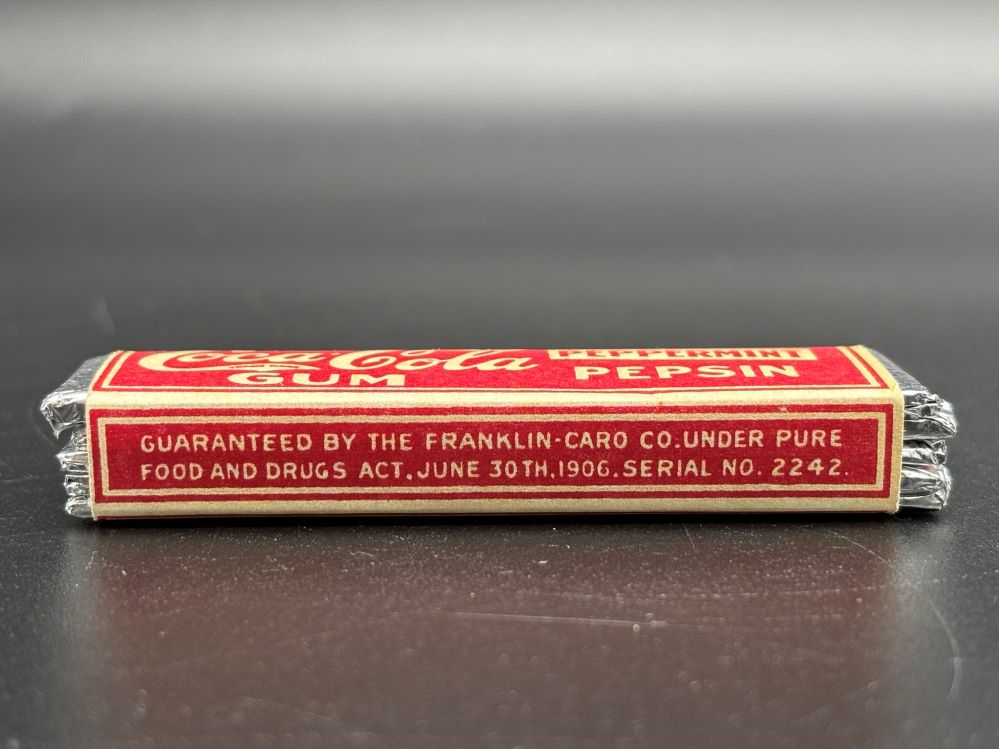 Coca-Cola PEPPERMINT
GUM PEPSIN
GUARANTEED BY THE FRANKLIN-CARO CO. UNDER PURE
FOOD AND DRUGS ACT, JUNE 30TH, 1906. SERIAL NO. 2242.